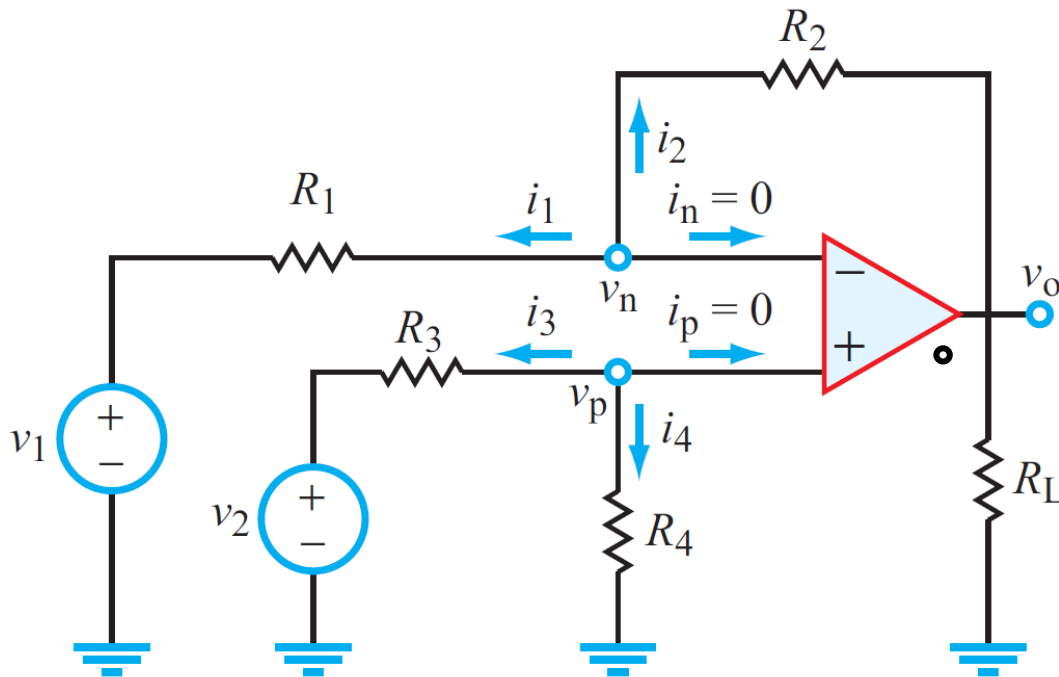 R2
i2
R1
i1
in = 0
−
vn
vo
R3
i3
ip = 0
+
vp
i4
+
v1
−
RL
+
v2
−
R4